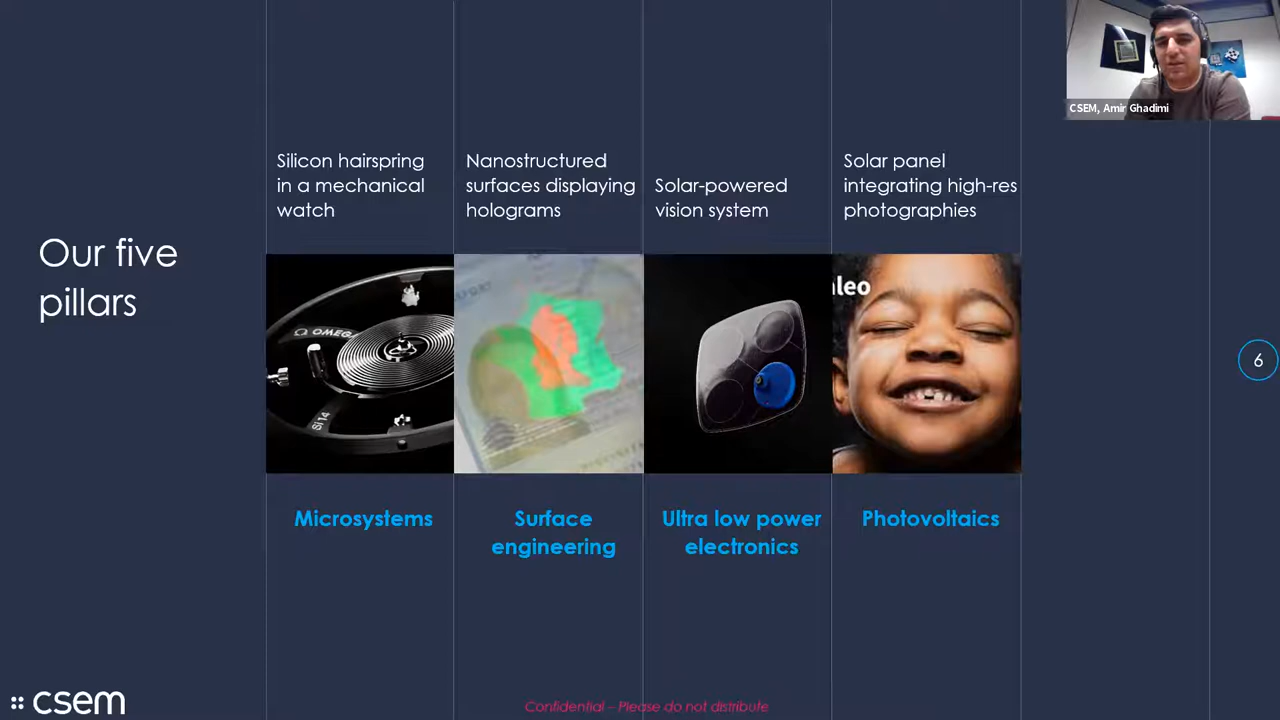 CSEM, Amir Ghadimi
Silicon hairspring
in a mechanical
watch
Nanostructured
surfaces displaying
holograms
Solar-powered
vision system
Solar panel
integrating high-res
photographies
Our five
pillars
Ω OMEGA
Si14
aleo
6
Microsystems
Surface
engineering
Ultra low power
electronics
Photovoltaics
csem
Confidential – Please do not distribute